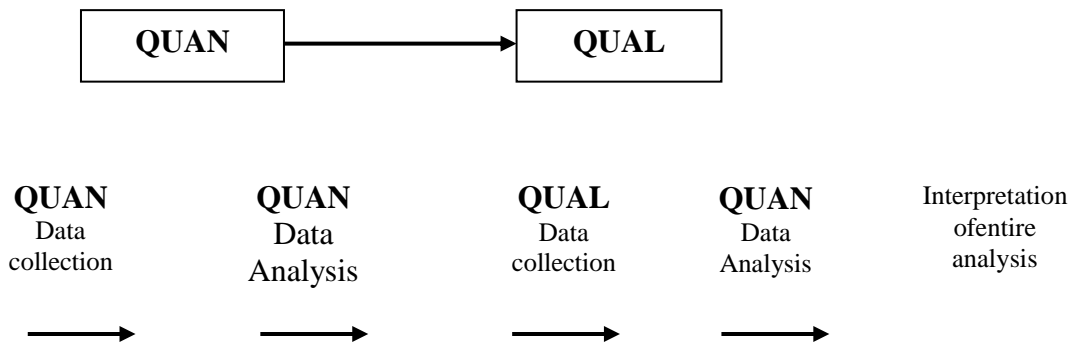 QUAN
QUAL
QUAN
Data
collection
QUAN
Data
Analysis
QUAL
Data
collection
QUAN
Data
Analysis
Interpretation
ofentire
analysis